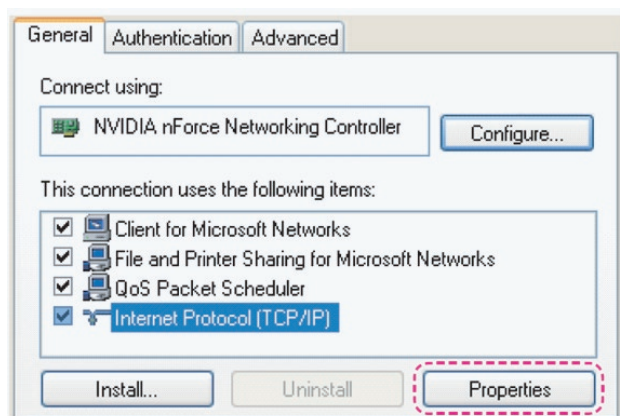 General Authentication Advanced
Connect using:
NVIDIA nForce Networking Controller Configure...
This connection uses the following items:
Client for Microsoft Networks
File and Printer Sharing for Microsoft Networks
QoS Packet Scheduler
Internet Protocol (TCP/IP)
Install... Uninstall Properties